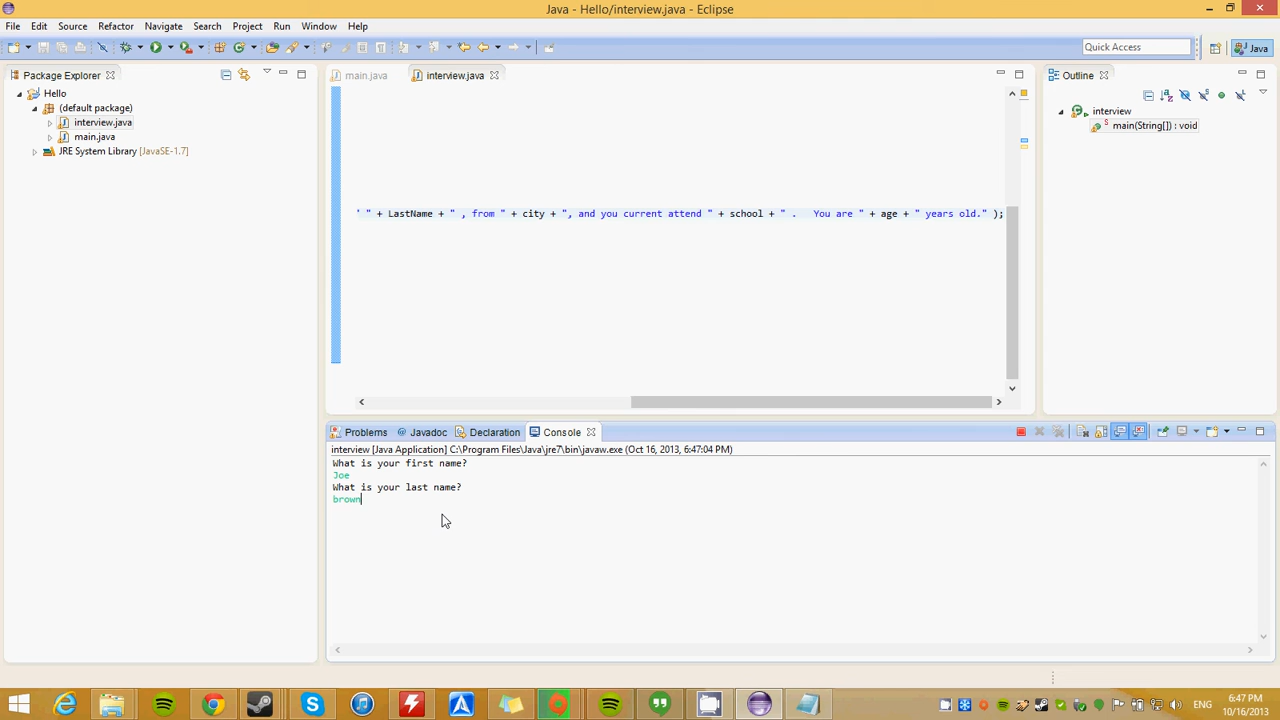 Java - Hello/interview.java - Eclipse
File Edit Source Refactor Navigate Search Project Run Window Help
Quick Access
Java
Package Explorer
main.java
interview.java
Outline
Hello
(default package)
interview.java
main.java
JRE System Library [JavaSE-1.7]
interview
main(String[]) : void
' " + LastName + " , from " + city + ", and you current attend " + school + " .   You are " + age + " years old." );
Problems
Javadoc
Declaration
Console
interview [Java Application] C:\Program Files\Java\jre7\bin\javaw.exe (Oct 16, 2013, 6:47:04 PM)
What is your first name?
Joe
What is your last name?
brown
ENG
6:47 PM
10/16/2013